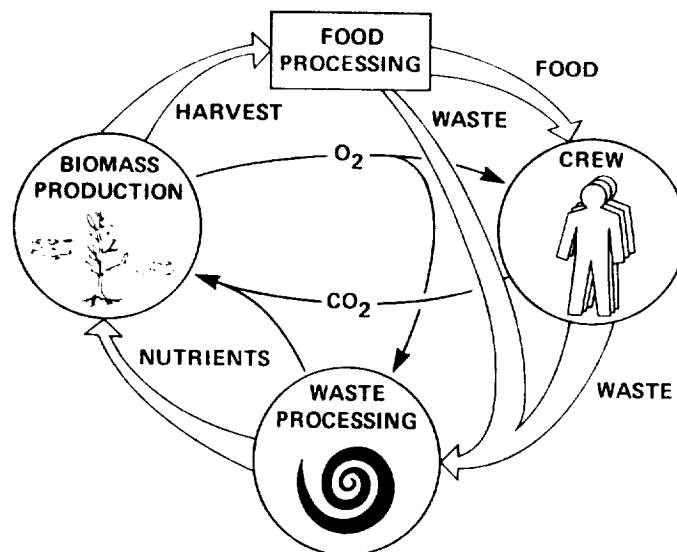 FOOD
PROCESSING
FOOD
HARVEST
WASTE
BIOMASS
PRODUCTION
O2
CREW
CO2
NUTRIENTS
WASTE
PROCESSING
WASTE